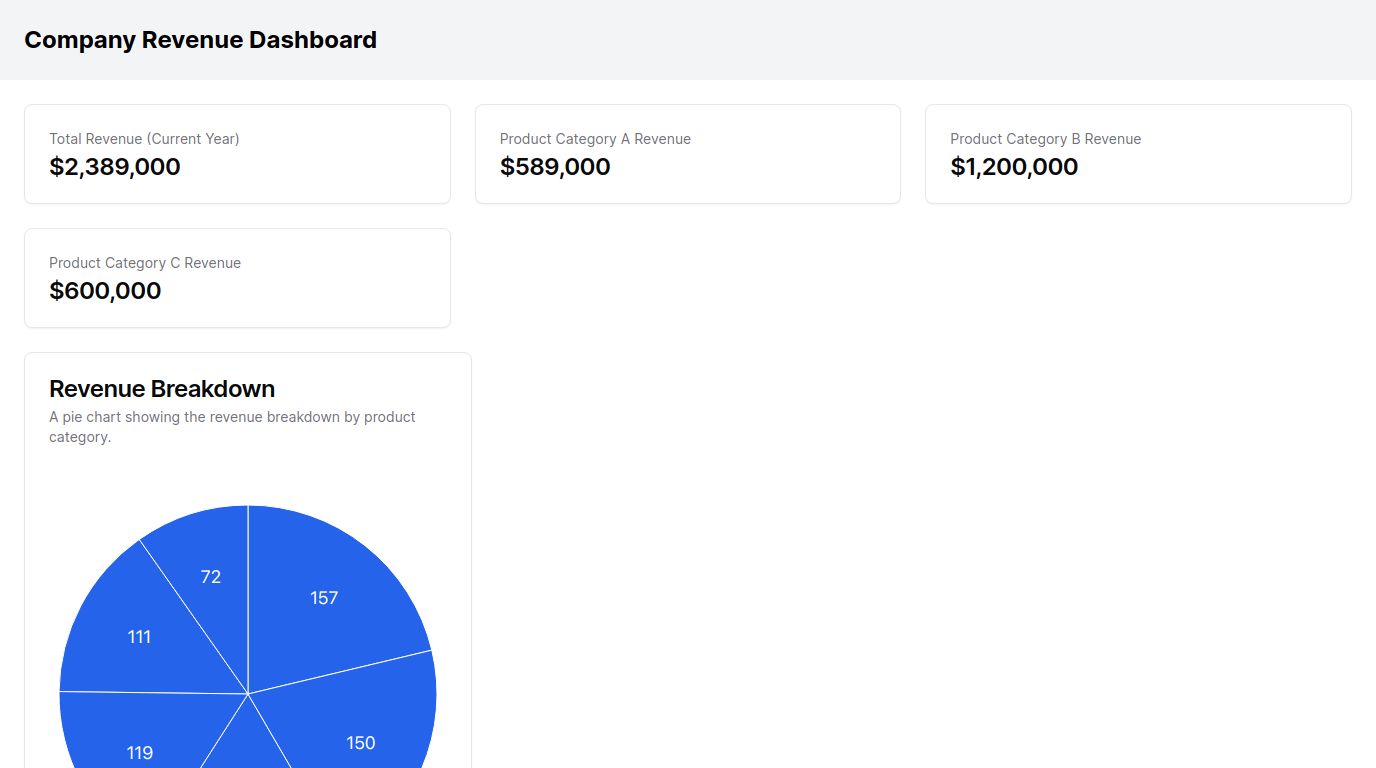 Company Revenue Dashboard
Total Revenue (Current Year)
$2,389,000
Product Category A Revenue
$589,000
Product Category B Revenue
$1,200,000
Product Category C Revenue
$600,000
Revenue Breakdown
A pie chart showing the revenue breakdown by product
category.
72
157
111
150
119